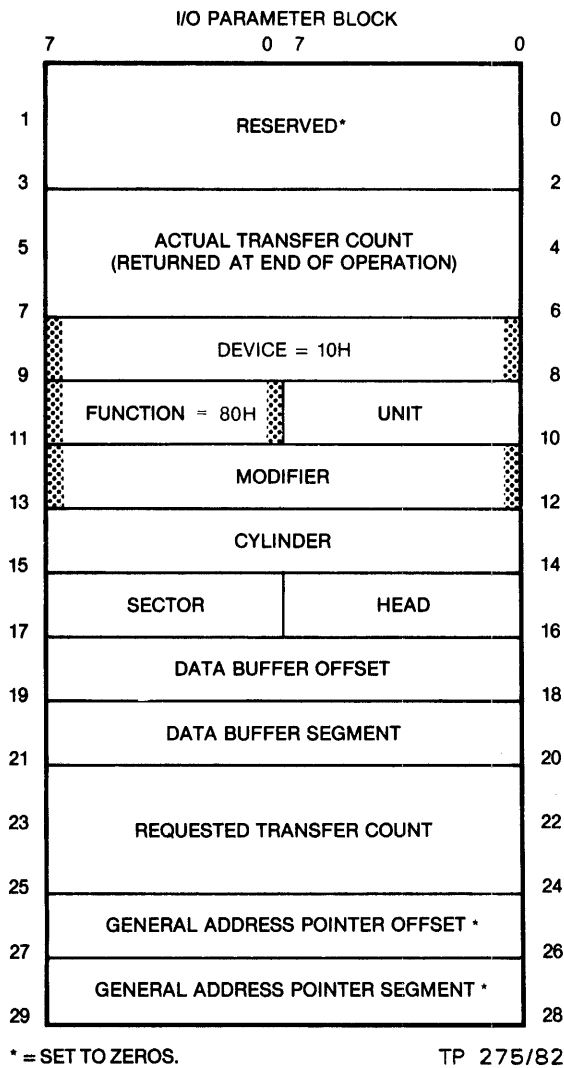 I/O PARAMETER BLOCK
7 0 7 0
1 RESERVED* 0
3 2
5 ACTUAL TRANSFER COUNT 4
(RETURNED AT END OF OPERATION)
7 6
DEVICE = 10H
9 8
FUNCTION = 80H UNIT
11 10
MODIFIER
13 12
CYLINDER
15 14
SECTOR HEAD
17 16
DATA BUFFER OFFSET
19 18
DATA BUFFER SEGMENT
21 20
23 REQUESTED TRANSFER COUNT 22
25 24
GENERAL ADDRESS POINTER OFFSET *
27 26
GENERAL ADDRESS POINTER SEGMENT *
29 28
* = SET TO ZEROS. TP 275/82